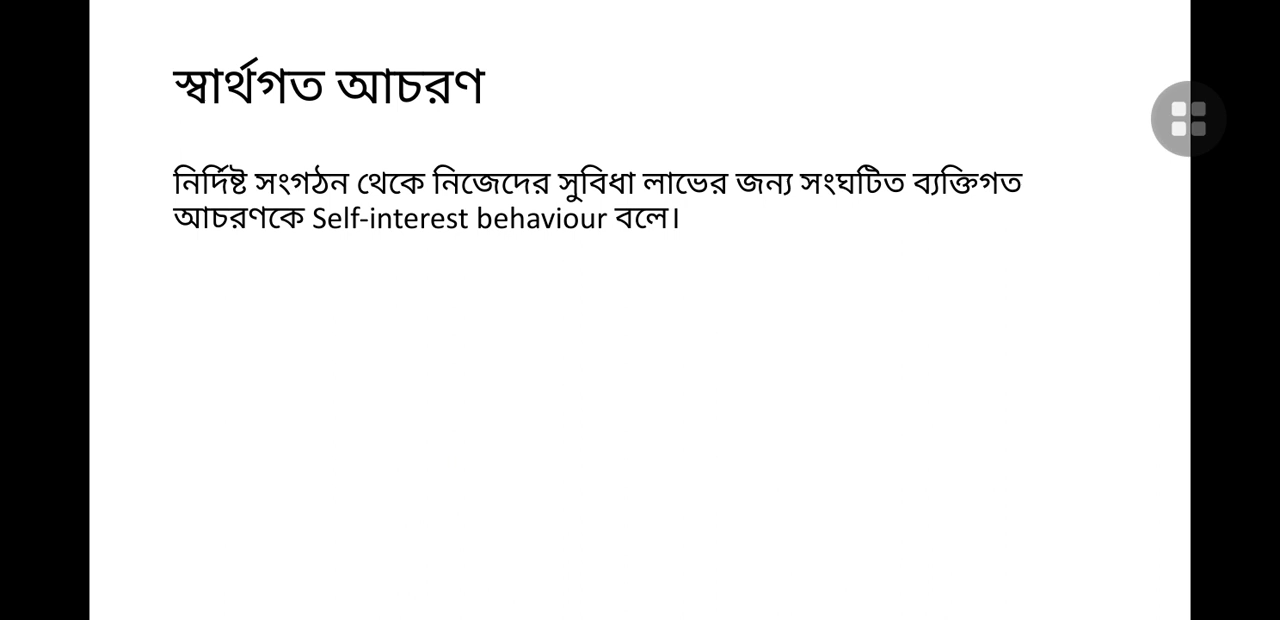 স্বার্থগত আচরণ
নির্দিষ্ট সংগঠন থেকে নিজেদের সুবিধা লাভের জন্য সংঘটিত ব্যক্তিগত
আচরণকে Self-interest behaviour বলে।